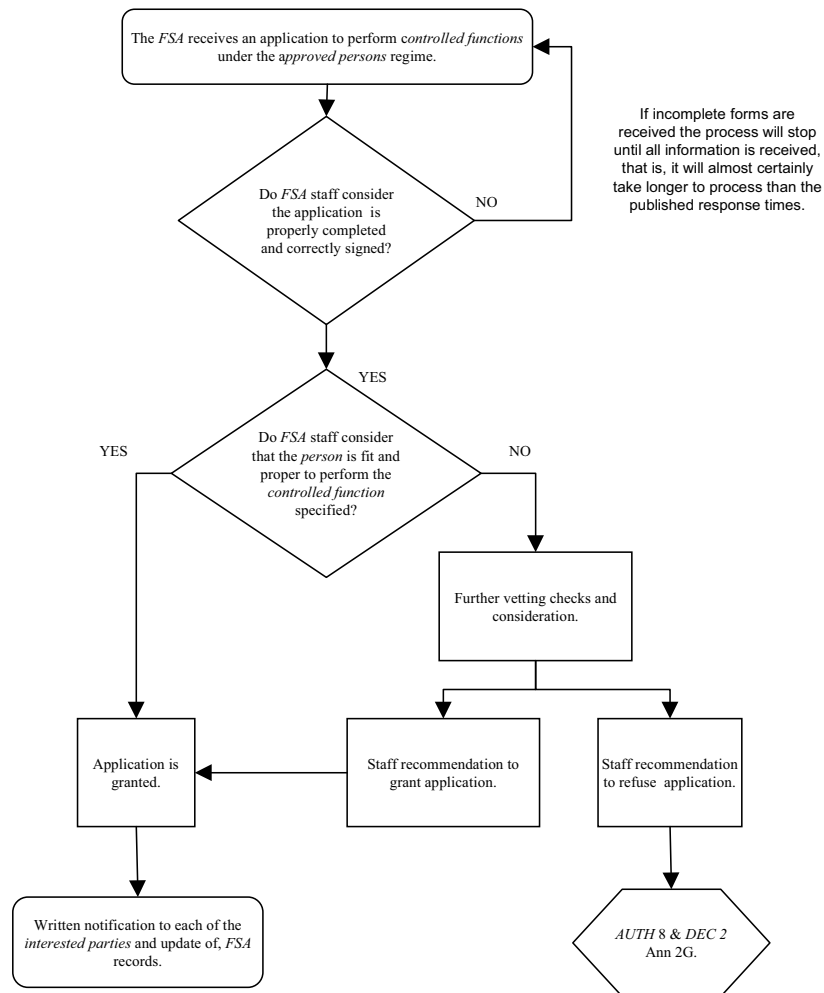 The FSA receives an application to perform controlled functions
under the approved persons regime.
If incomplete forms are
received the process will stop
until all information is received,
that is, it will almost certainly
take longer to process than the
published response times.
Do FSA staff consider
the application is
properly completed
and correctly signed?
NO
YES
Do FSA staff consider
that the person is fit and
proper to perform the
controlled function
specified?
YES
NO
Further vetting checks and
consideration.
Application is
granted.
Staff recommendation to
grant application.
Staff recommendation
to refuse application.
Written notification to each of the
interested parties and update of, FSA
records.
AUTH 8 & DEC 2
Ann 2G.